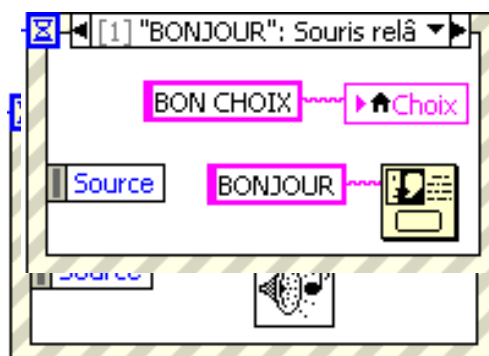 [1] "BONJOUR": Souris relâ
BON CHOIX
Choix
Source
BONJOUR
Source